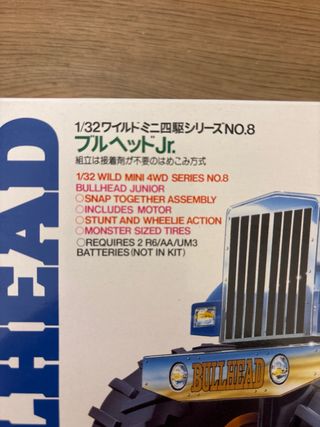 1/32ワイルドミニ四駆シリーズNO.8
ブルヘッドJr.
組立は接着剤が不要のはめこみ方式
1/32 WILD MINI 4WD SERIES NO.8
BULLHEAD JUNIOR
○SNAP TOGETHER ASSEMBLY
○INCLUDES MOTOR
○STUNT AND WHEELIE ACTION
○MONSTER SIZED TIRES
○REQUIRES 2 R6/AA/UM3
BATTERIES (NOT IN KIT)
LLHEAD
BULLHEAD